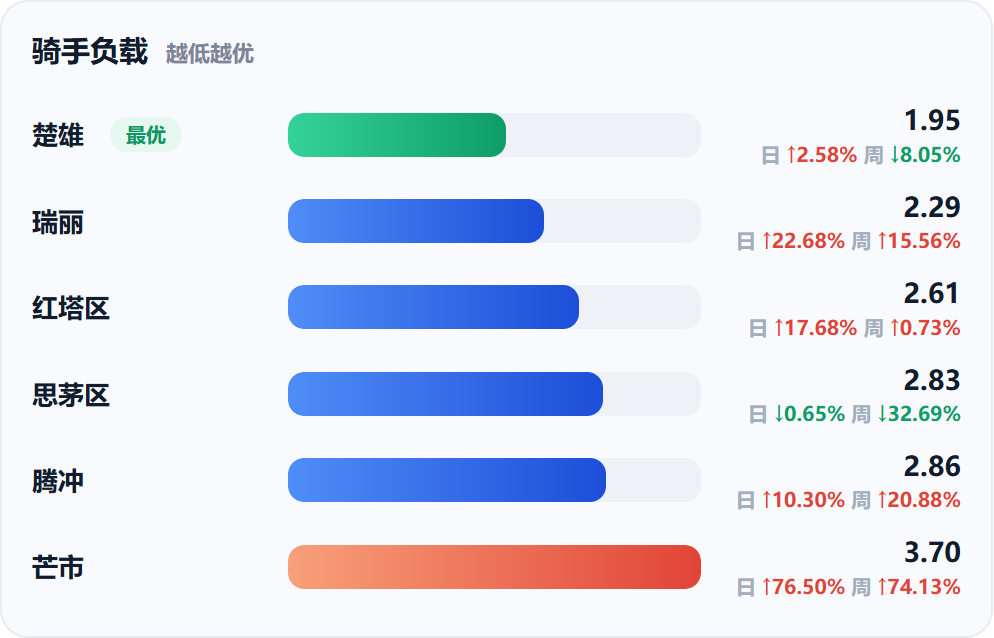 骑手负载 越低越优
楚雄 最优 1.95
日 ↑2.58% 周 ↓8.05%
瑞丽 2.29
日 ↑22.68% 周 ↑15.56%
红塔区 2.61
日 ↑17.68% 周 ↑0.73%
思茅区 2.83
日 ↓0.65% 周 ↓32.69%
腾冲 2.86
日 ↑10.30% 周 ↑20.88%
芒市 3.70
日 ↑76.50% 周 ↑74.13%